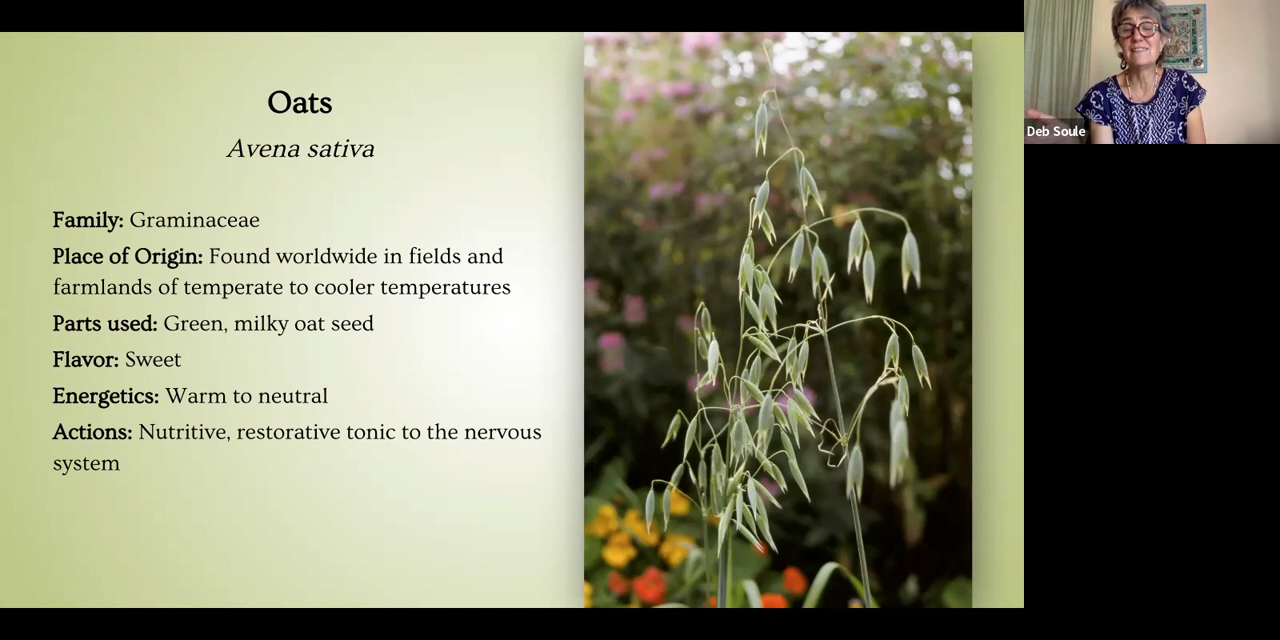 Oats
Avena sativa
Family: Graminaceae
Place of Origin: Found worldwide in fields and
farmlands of temperate to cooler temperatures
Parts used: Green, milky oat seed
Flavor: Sweet
Energetics: Warm to neutral
Actions: Nutritive, restorative tonic to the nervous
system
Deb Soule